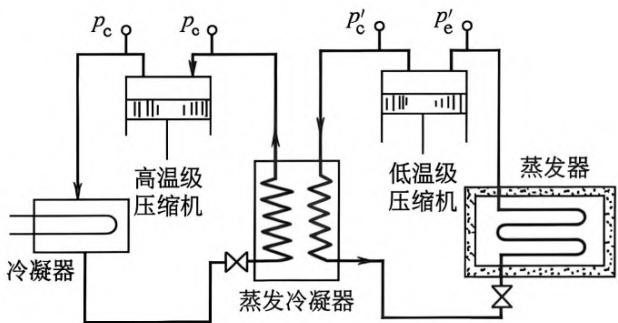 p_c
p_c
p'_c
p'_e
高温级
压缩机
低温级
压缩机
蒸发器
冷凝器
蒸发冷凝器